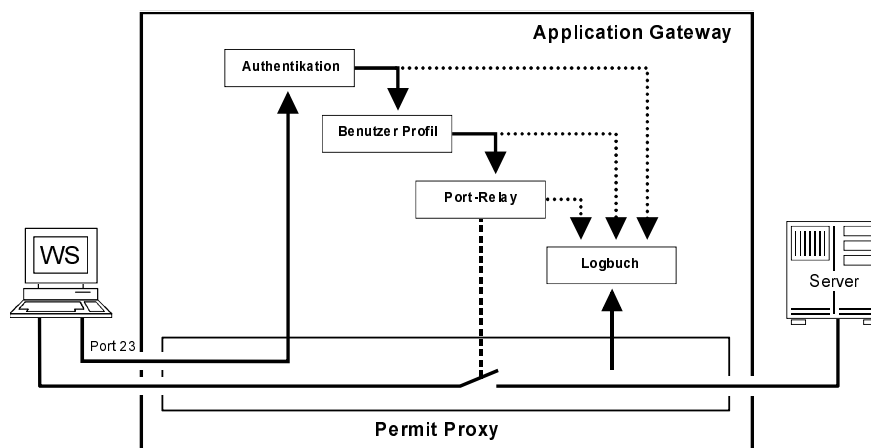 Application Gateway
Authentikation
Benutzer Profil
Port-Relay
WS
Logbuch
Server
Port 23
Permit Proxy